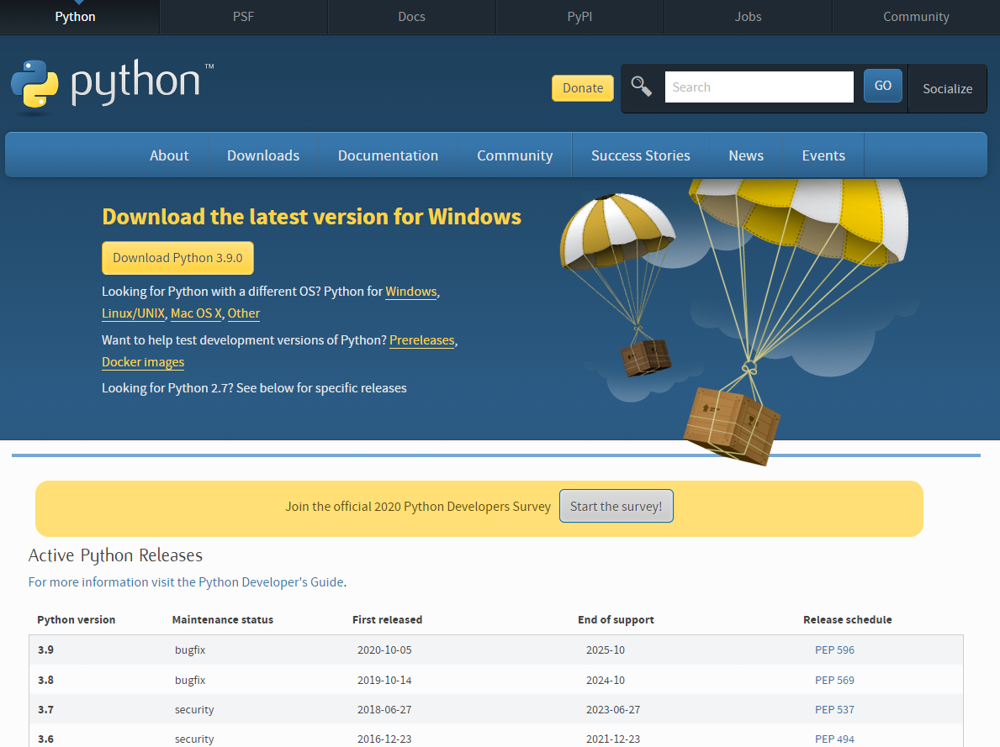 Python PSF Docs PyPI Jobs Community
python™
Donate Search GO Socialize
About Downloads Documentation Community Success Stories News Events
Download the latest version for Windows
Download Python 3.9.0
Looking for Python with a different OS? Python for Windows,
Linux/UNIX, Mac OS X, Other
Want to help test development versions of Python? Prereleases,
Docker images
Looking for Python 2.7? See below for specific releases
Join the official 2020 Python Developers Survey Start the survey!
Active Python Releases
For more information visit the Python Developer's Guide.
Python version Maintenance status First released End of support Release schedule
3.9 bugfix 2020-10-05 2025-10 PEP 596
3.8 bugfix 2019-10-14 2024-10 PEP 569
3.7 security 2018-06-27 2023-06-27 PEP 537
3.6 security 2016-12-23 2021-12-23 PEP 494